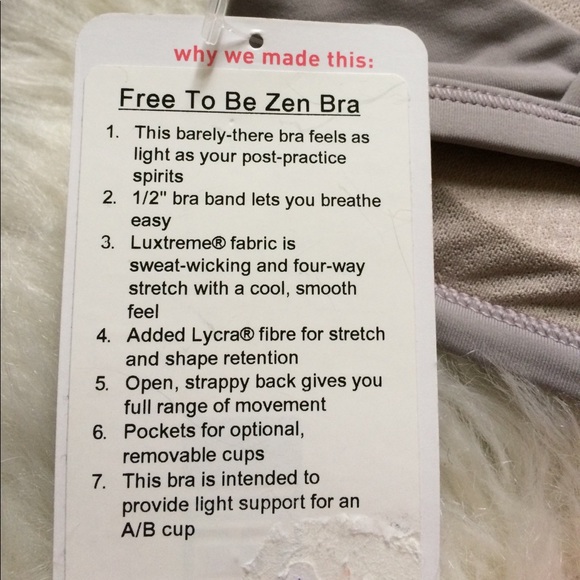 why we made this:
Free To Be Zen Bra
1. This barely-there bra feels as
light as your post-practice
spirits
2. 1/2" bra band lets you breathe
easy
3. Luxtreme® fabric is
sweat-wicking and four-way
stretch with a cool, smooth
feel
4. Added Lycra® fibre for stretch
and shape retention
5. Open, strappy back gives you
full range of movement
6. Pockets for optional,
removable cups
7. This bra is intended to
provide light support for an
A/B cup